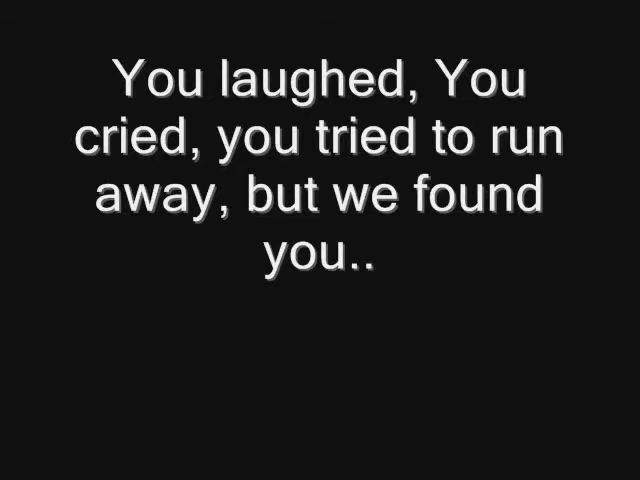 You laughed, You
cried, you tried to run
away, but we found
you..